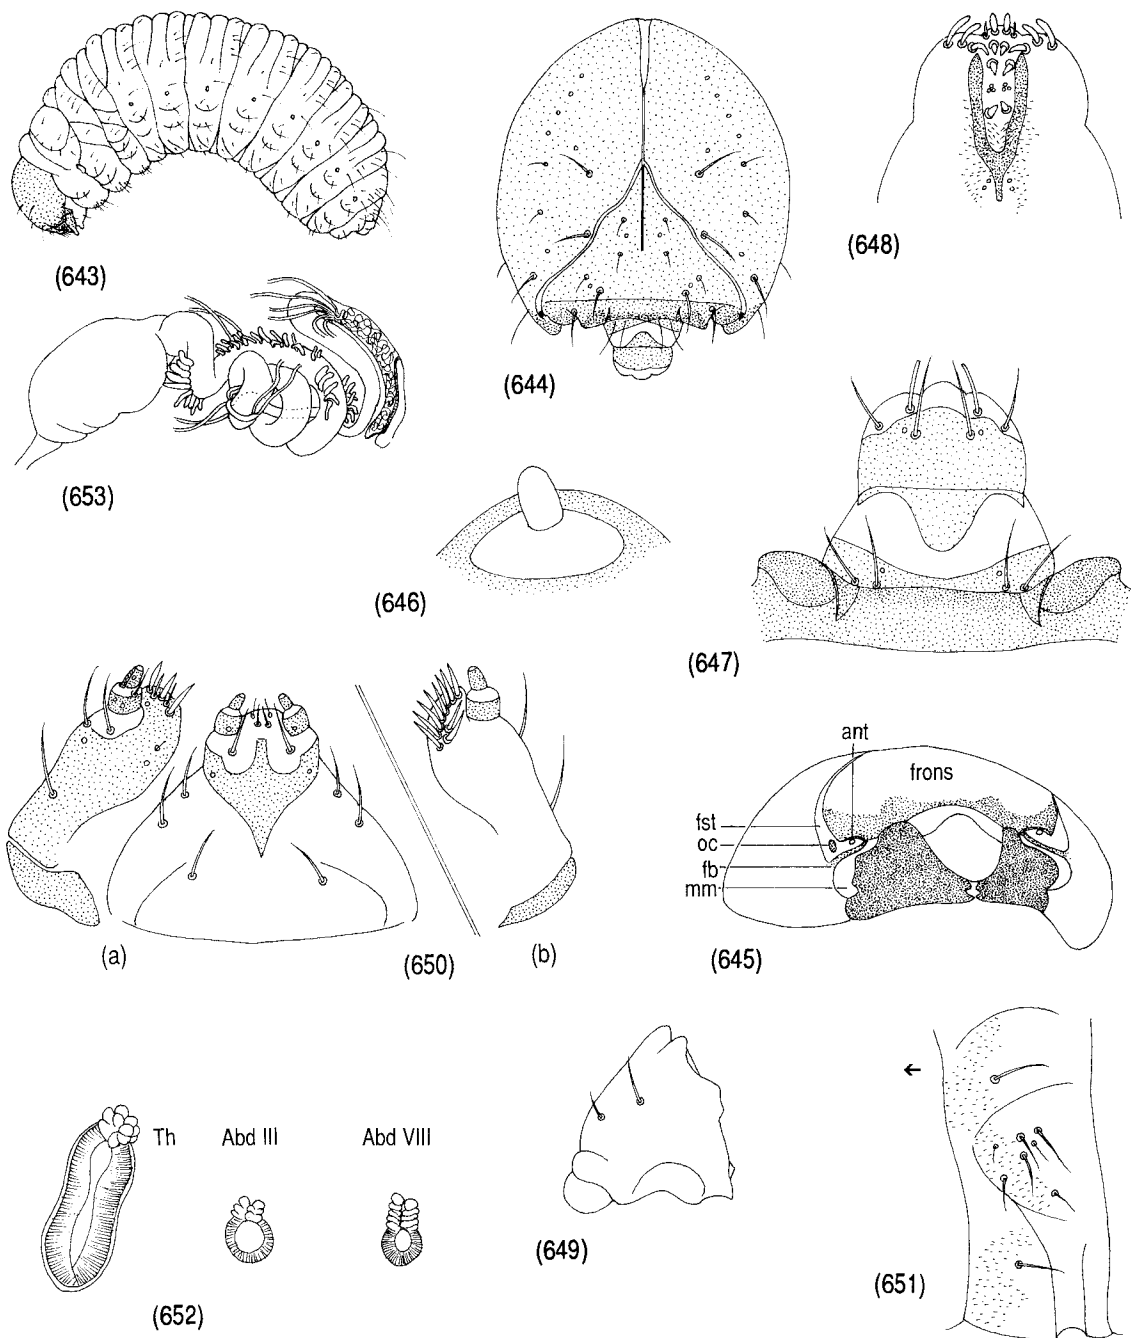 (643)
(644)
(648)
(653)
(646)
(647)
ant
frons
fst
oc
fb
mm
(a)
(650)
(b)
(645)
←
Th
Abd III
Abd VIII
(652)
(649)
(651)